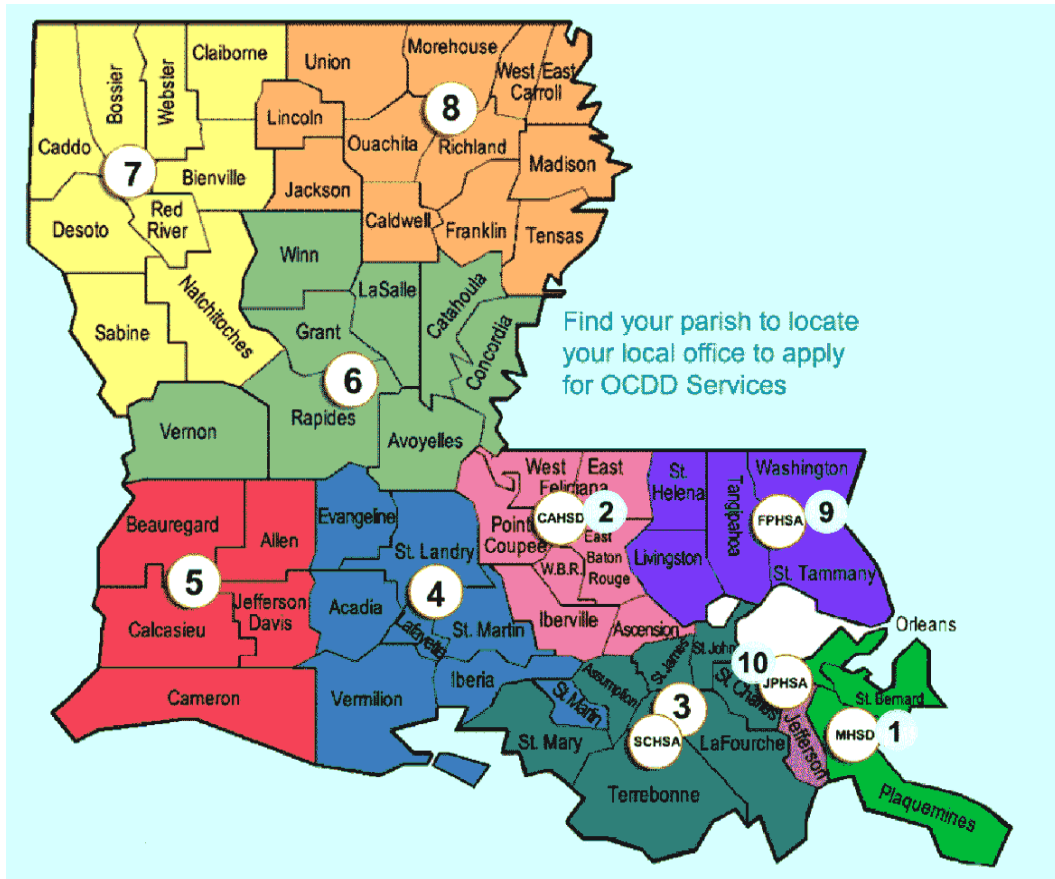 Claiborne
Union
Morehouse
West East
Carroll
Bossier
Webster
8
Lincoln
Caddo
Ouachita
Richland
7
Madison
Bienville
Jackson
Red
River
Caldwell
Desoto
Franklin
Tensas
Winn
LaSalle
Natchitoches
Catahoula
Sabine
Grant
Concordia
Find your parish to locate
your local office to apply
for OCDD Services
6
Rapides
Vernon
Avoyelles
West
Feliciana
East
St.
Helena
Tangipahoa
Washington
Beauregard
Evangeline
CAHSD
2
FPHSA
9
Allen
Point
Coupee
East
Baton
Rouge
St. Landry
W.B.R.
Livingston
St. Tammany
5
4
Jefferson
Davis
Acadia
Calcasieu
Lafayette
St. Martin
Iberville
Ascension
Orleans
St. James
St. John
10
JPHSA
Cameron
Vermilion
Iberia
Assumption
St. Charles
St. Bernard
St. Martin
3
SCHSA
St. Mary
LaFourche
Jefferson
MHSD
1
Terrebonne
Plaquemines